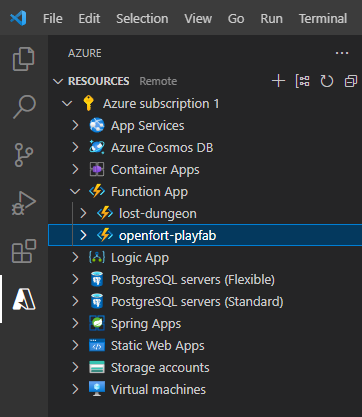 File Edit Selection View Go Run Terminal
AZURE
RESOURCES Remote
Azure subscription 1
App Services
Azure Cosmos DB
Container Apps
Function App
lost-dungeon
openfort-playfab
Logic App
PostgreSQL servers (Flexible)
PostgreSQL servers (Standard)
Spring Apps
Static Web Apps
Storage accounts
Virtual machines